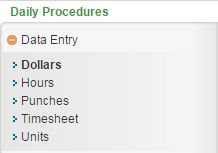 Daily Procedures
Data Entry
Dollars
Hours
Punches
Timesheet
Units